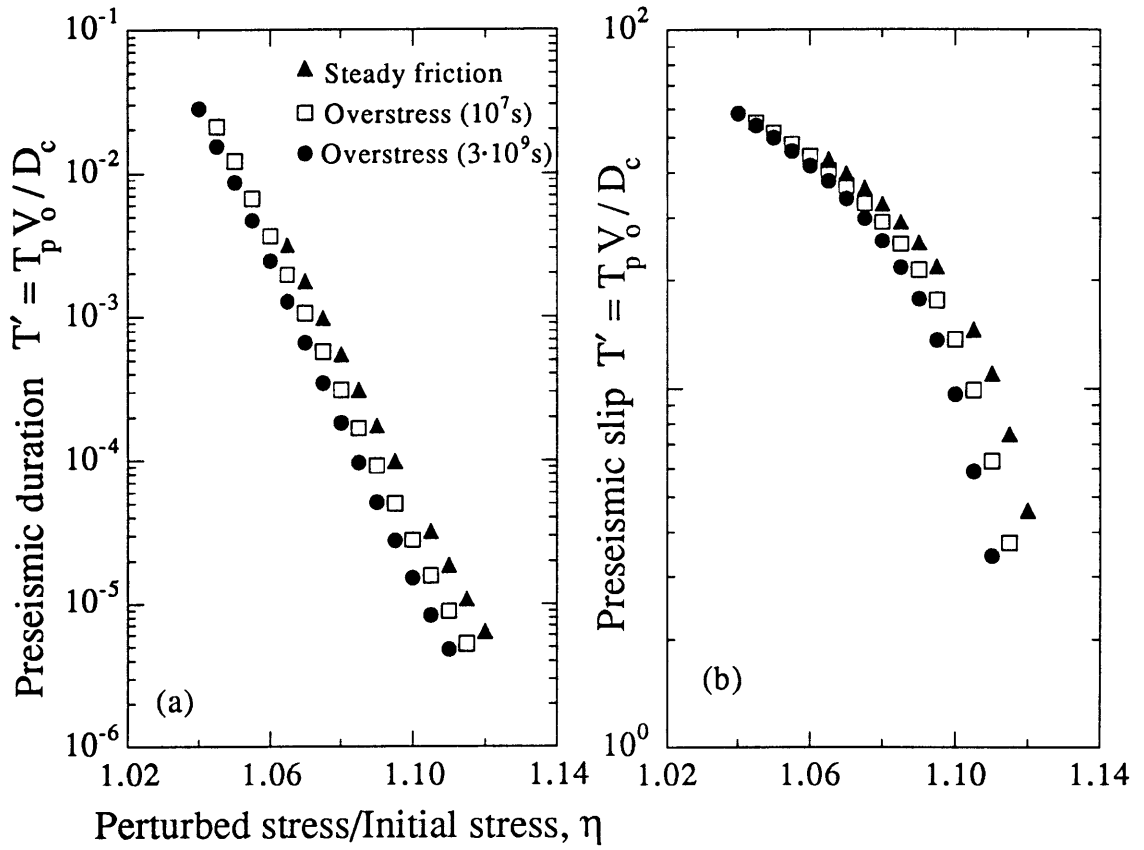 Preseismic duration T′ = T_p V_o / D_c
10^-1
10^-2
10^-3
10^-4
10^-5
10^-6
▲ Steady friction
□ Overstress (10^7s)
● Overstress (3·10^9s)
(a)
1.02 1.06 1.10 1.14
Perturbed stress/Initial stress, η
Preseismic slip T′ = T_p V_o / D_c
10^2
10^0
(b)
1.02 1.06 1.10 1.14